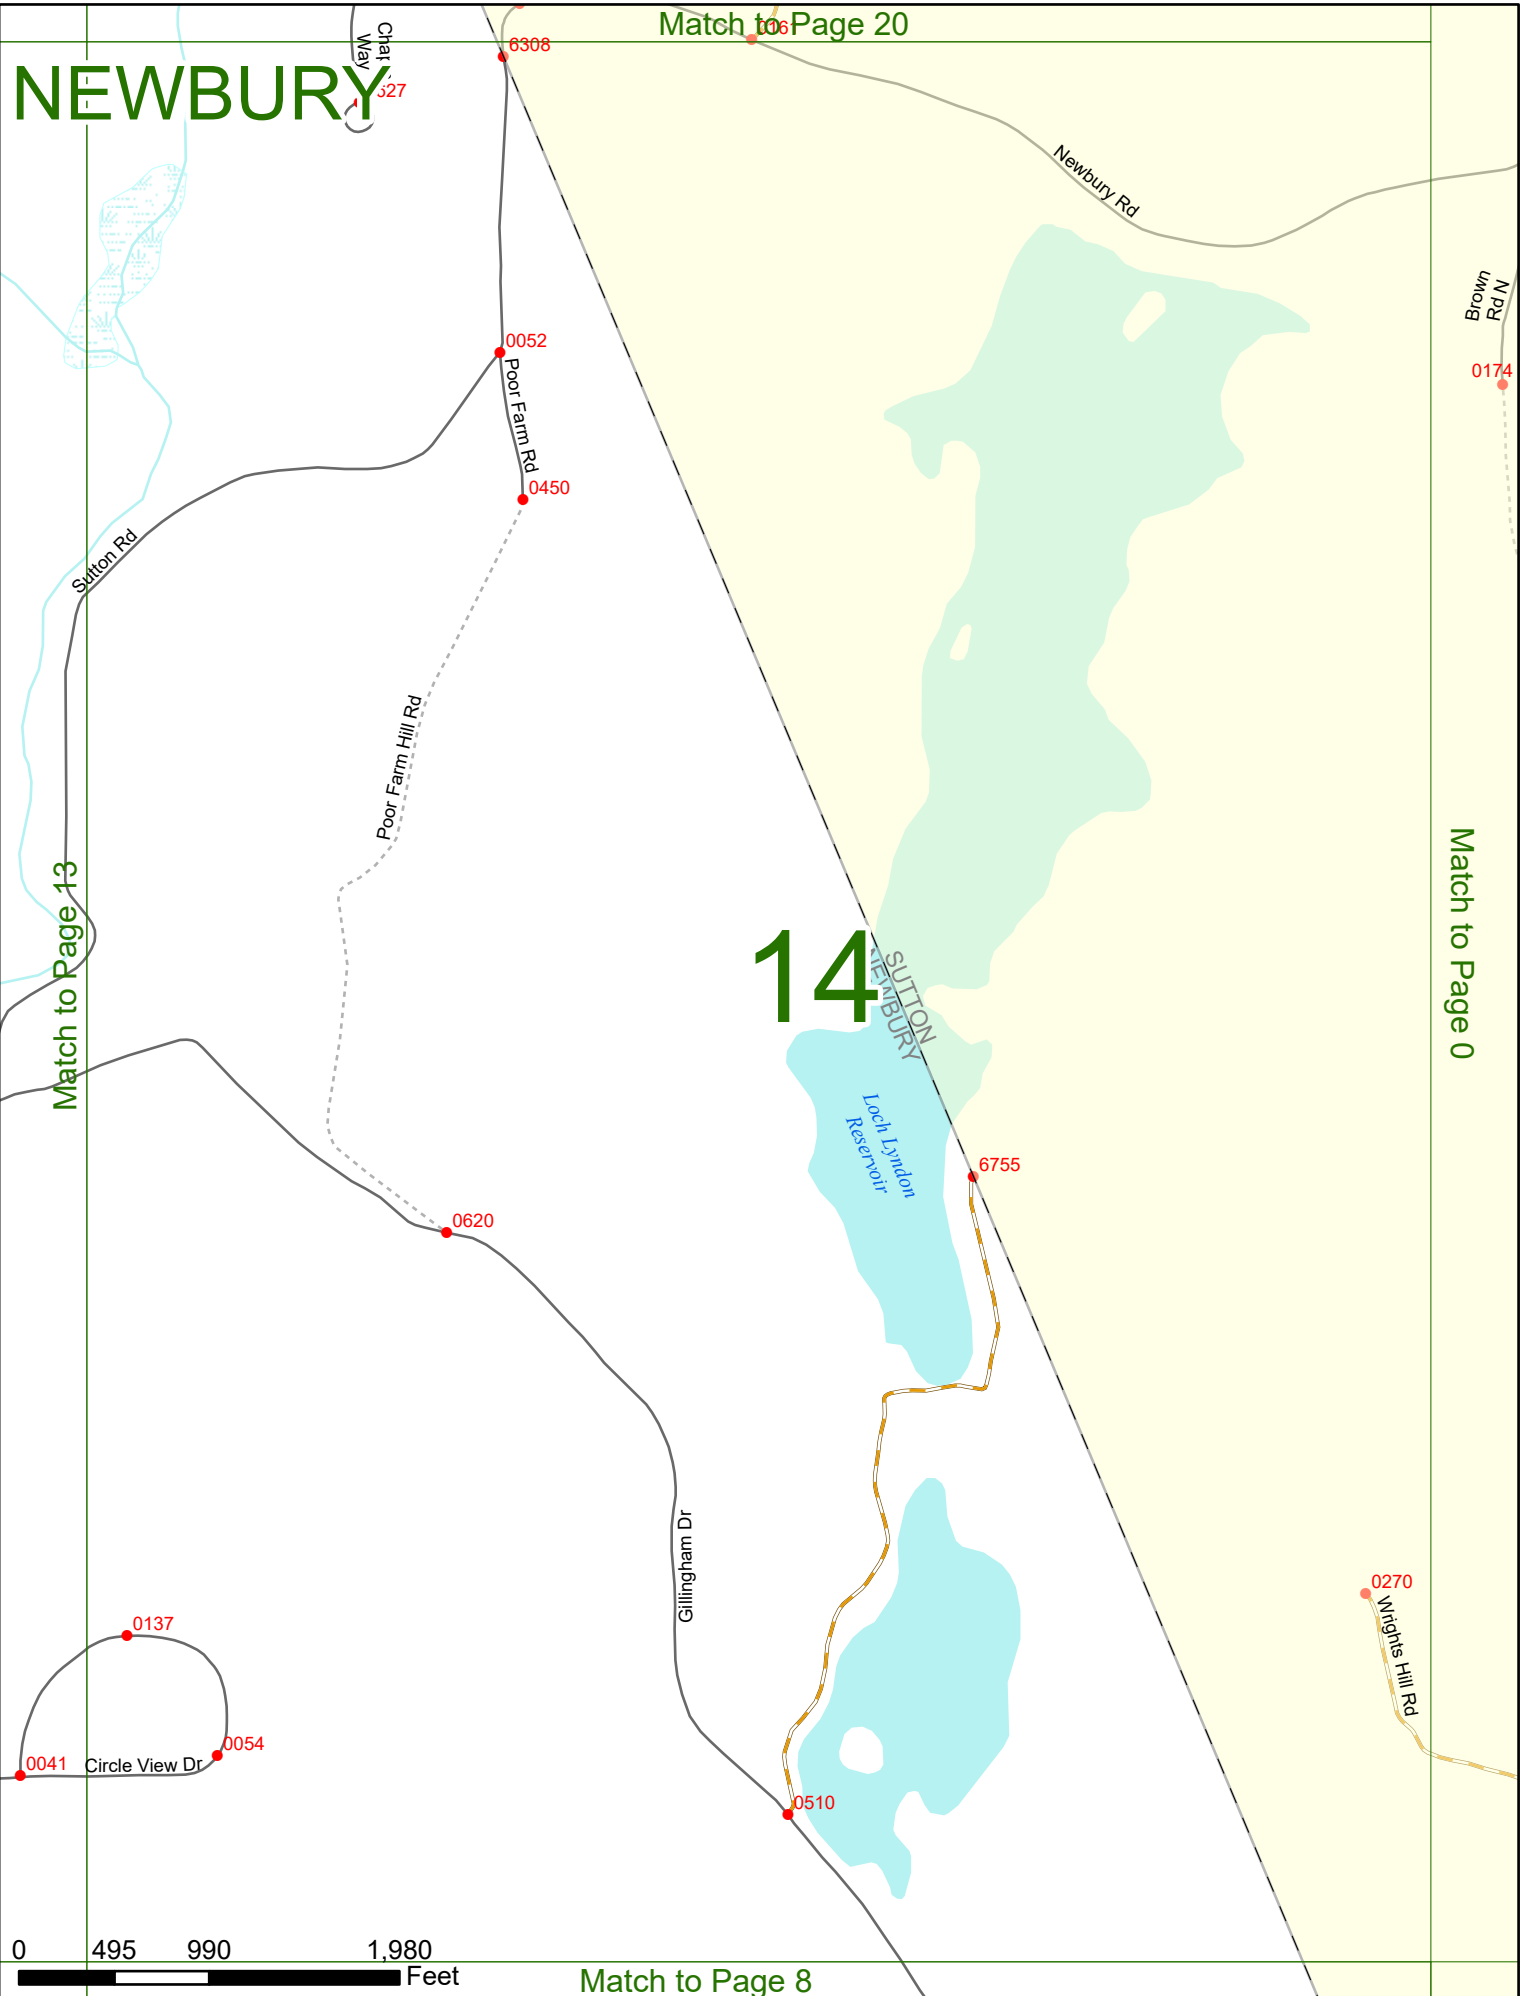 Match to Page 20
0161
6308
Way
NEWBURY
Newbury Rd
Brown
Rd N
0052
0174
Poor Farm Rd
0450
Sutton Rd
Poor Farm Hill Rd
Match to Page 13
Match to Page 0
14
SUTTON
NEWBURY
Loch Lyndon
Reservoir
6755
0620
Gillingham Dr
0270
Wrights Hill Rd
0137
0054
0041
Circle View Dr
0510
0 495 990 1,980
Feet
Match to Page 8